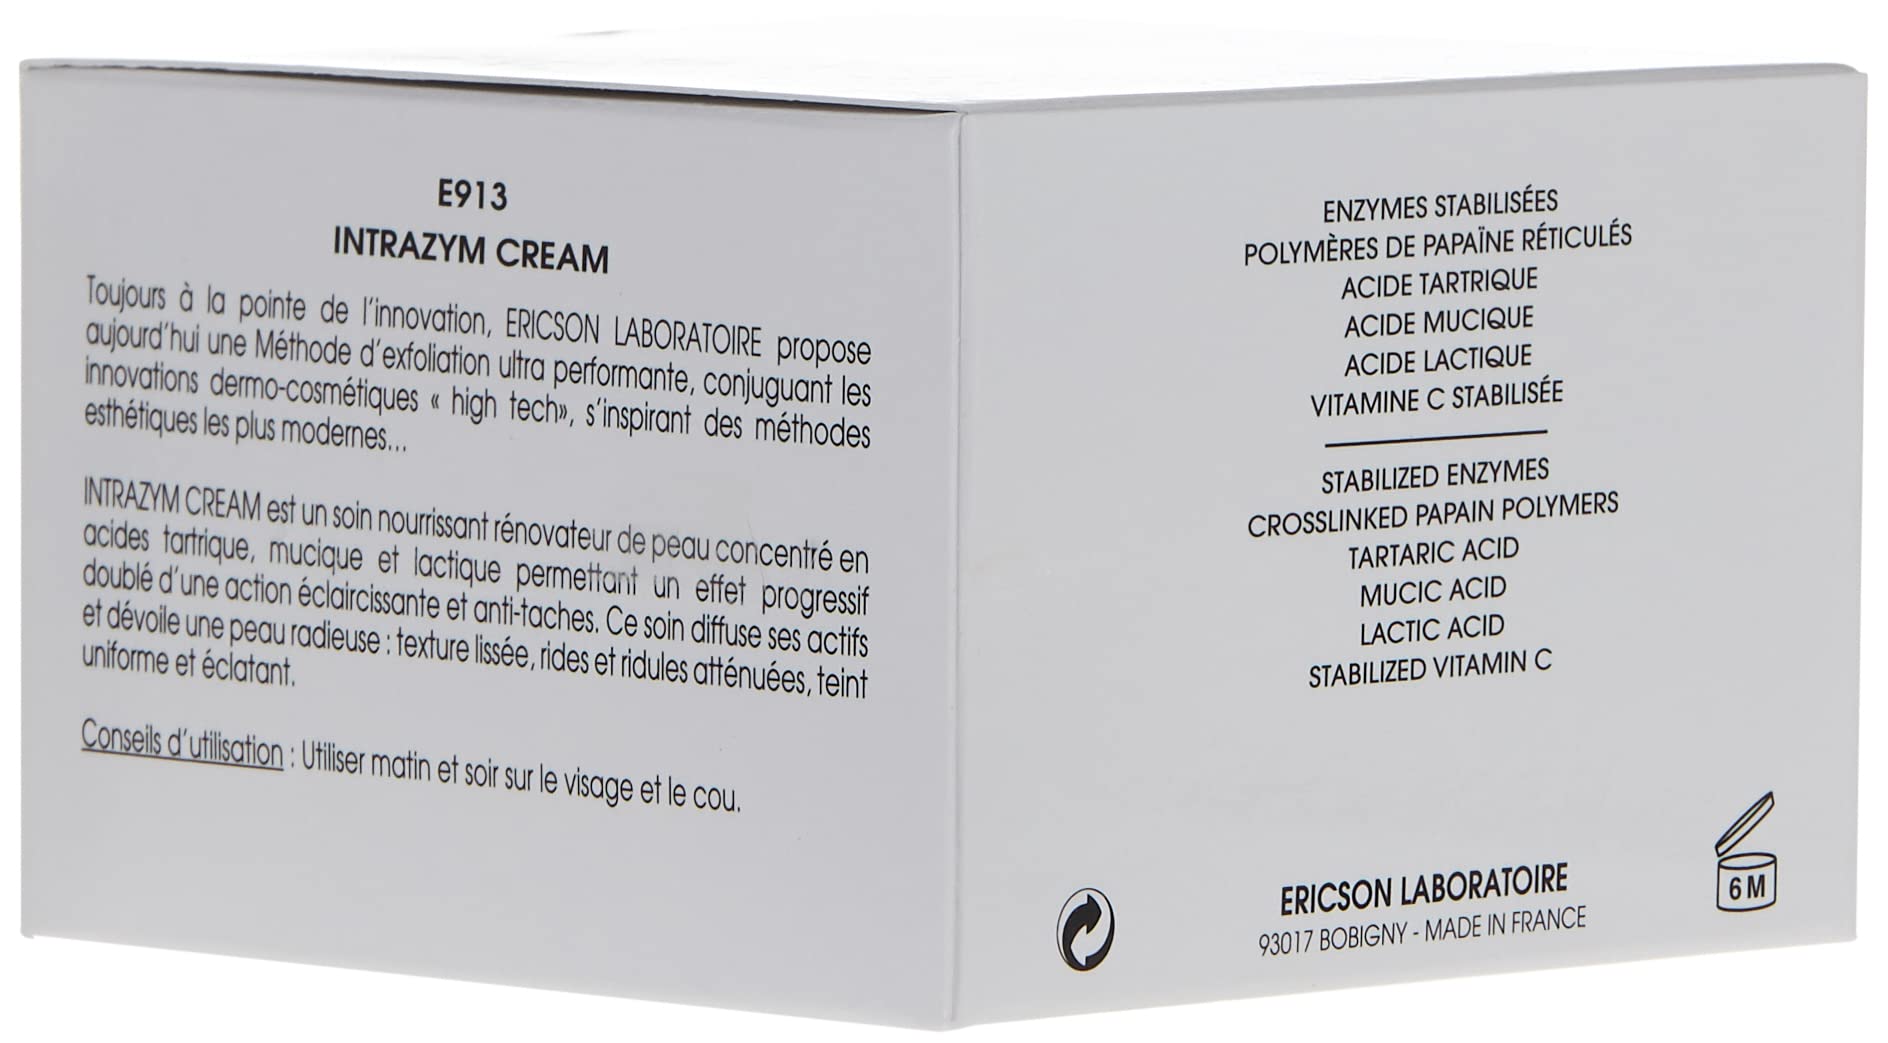 E913
INTRAZYM CREAM
Toujours à la pointe de l'innovation, ERICSON LABORATOIRE propose
aujourd'hui une Méthode d'exfoliation ultra performante, conjuguant les
innovations dermo-cosmétiques « high tech», s'inspirant des méthodes
esthétiques les plus modernes...
INTRAZYM CREAM est un soin nourrissant rénovateur de peau concentré en
acides tartrique, mucique et lactique permettant un effet progressif
doublé d'une action éclaircissante et anti-taches. Ce soin diffuse ses actifs
et dévoile une peau radieuse : texture lissée, rides et ridules atténuées, teint
uniforme et éclatant.
Conseils d'utilisation : Utiliser matin et soir sur le visage et le cou.
ENZYMES STABILISÉES
POLYMÈRES DE PAPAÏNE RÉTICULÉS
ACIDE TARTRIQUE
ACIDE MUCIQUE
ACIDE LACTIQUE
VITAMINE C STABILISÉE
STABILIZED ENZYMES
CROSSLINKED PAPAIN POLYMERS
TARTARIC ACID
MUCIC ACID
LACTIC ACID
STABILIZED VITAMIN C
6 M
ERICSON LABORATOIRE
93017 BOBIGNY - MADE IN FRANCE